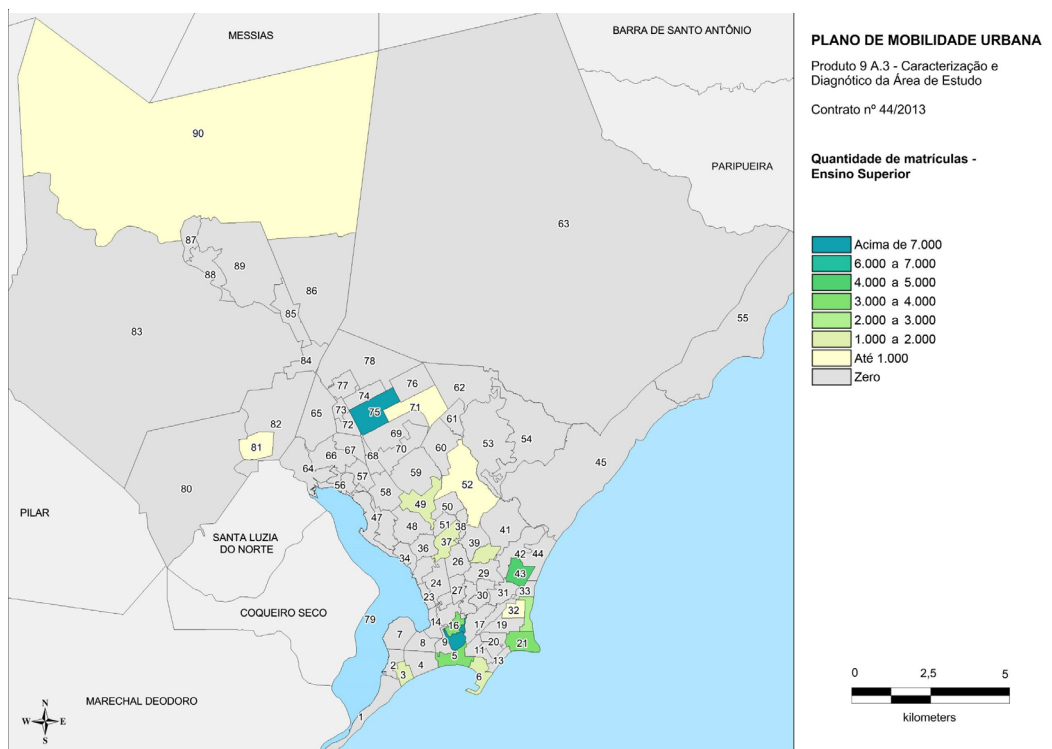 MESSIAS
BARRA DE SANTO ANTÔNIO
PARIPUEIRA
PILAR
SANTA LUZIA
DO NORTE
COQUEIRO SECO
MARECHAL DEODORO
90
63
87
89
88
86
85
83
55
84
78
77
76
62
74
73
75
71
72
65
82
61
81
69
53
54
67
70
60
66
68
45
64
59
57
52
56
58
80
49
50
47
51
38
48
41
37
39
36
42
44
34
26
43
29
24
33
27
31
30
23
32
79
14
16
17
19
7
8
9
20
21
11
5
13
2
4
3
6
1
N
W
E
S
PLANO DE MOBILIDADE URBANA
Produto 9 A.3 - Caracterização e
Diagnótico da Área de Estudo
Contrato nº 44/2013
Quantidade de matrículas -
Ensino Superior
Acima de 7.000
6.000 a 7.000
4.000 a 5.000
3.000 a 4.000
2.000 a 3.000
1.000 a 2.000
Até 1.000
Zero
0 2,5 5
kilometers